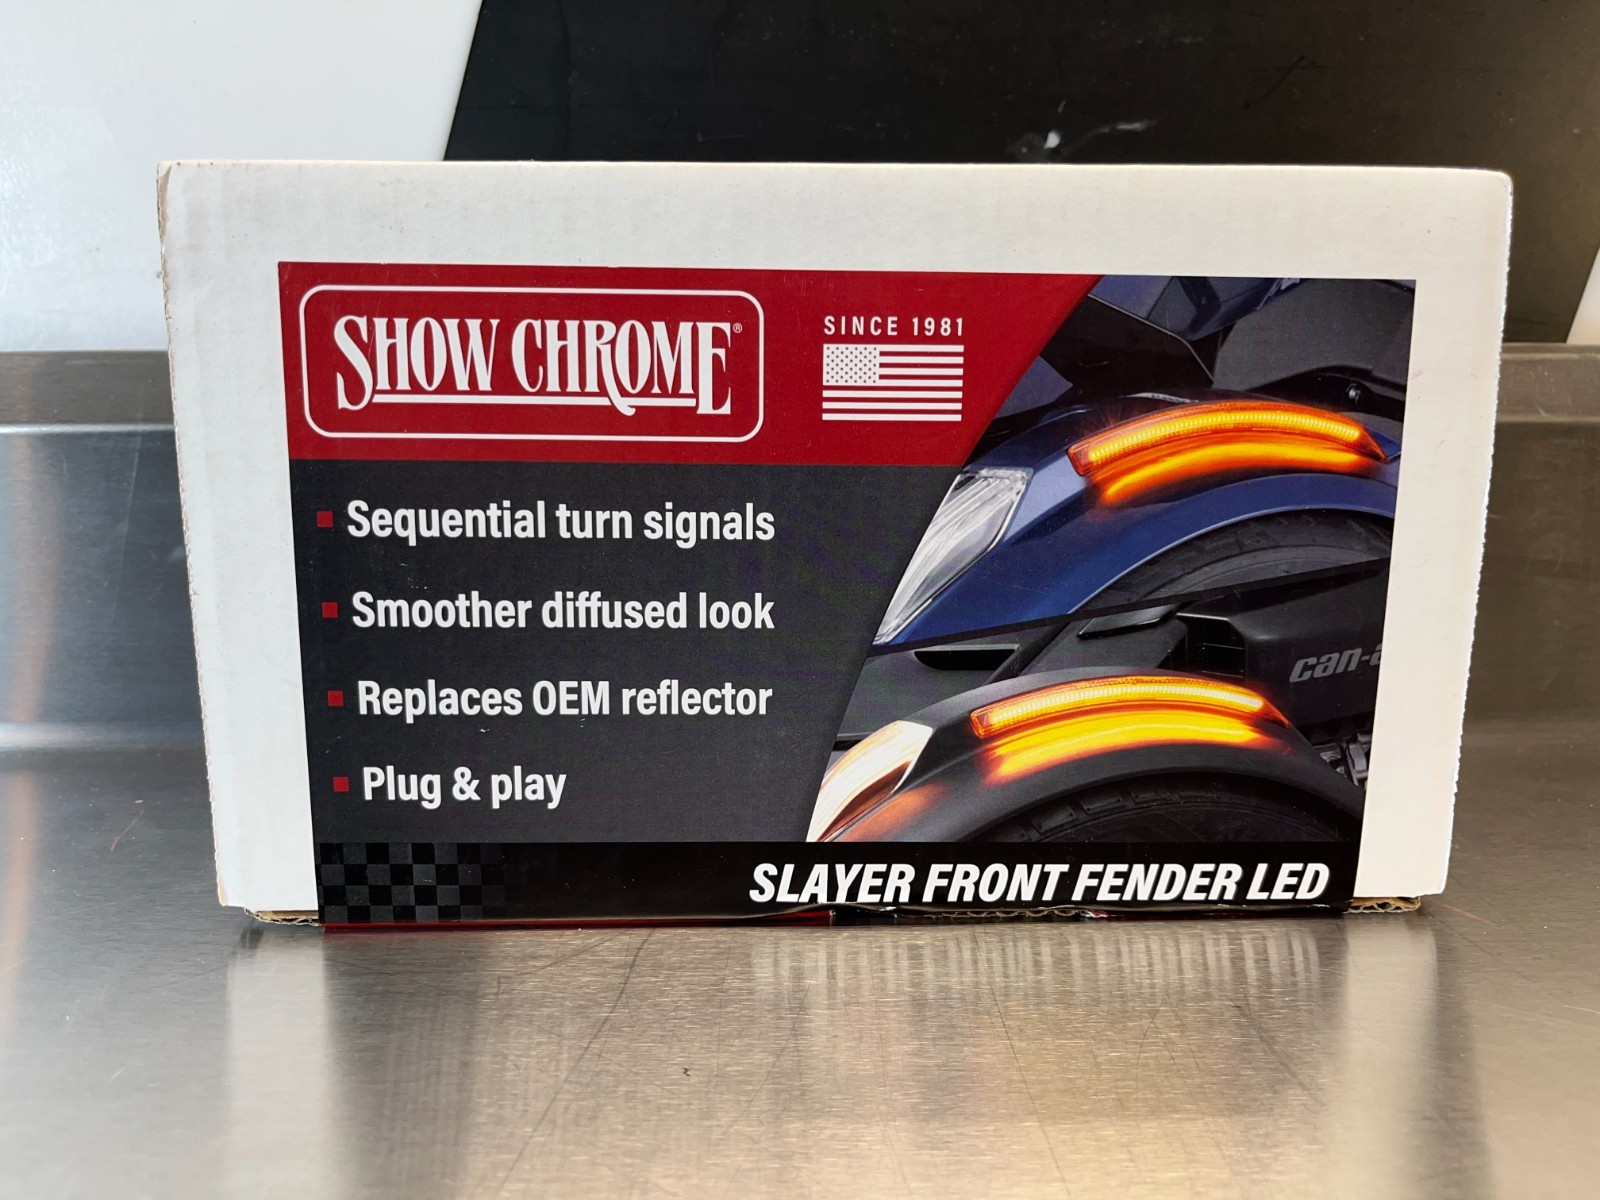 SHOW CHROME®
SINCE 1981
Sequential turn signals
Smoother diffused look
Replaces OEM reflector
Plug & play
can-a
SLAYER FRONT FENDER LED